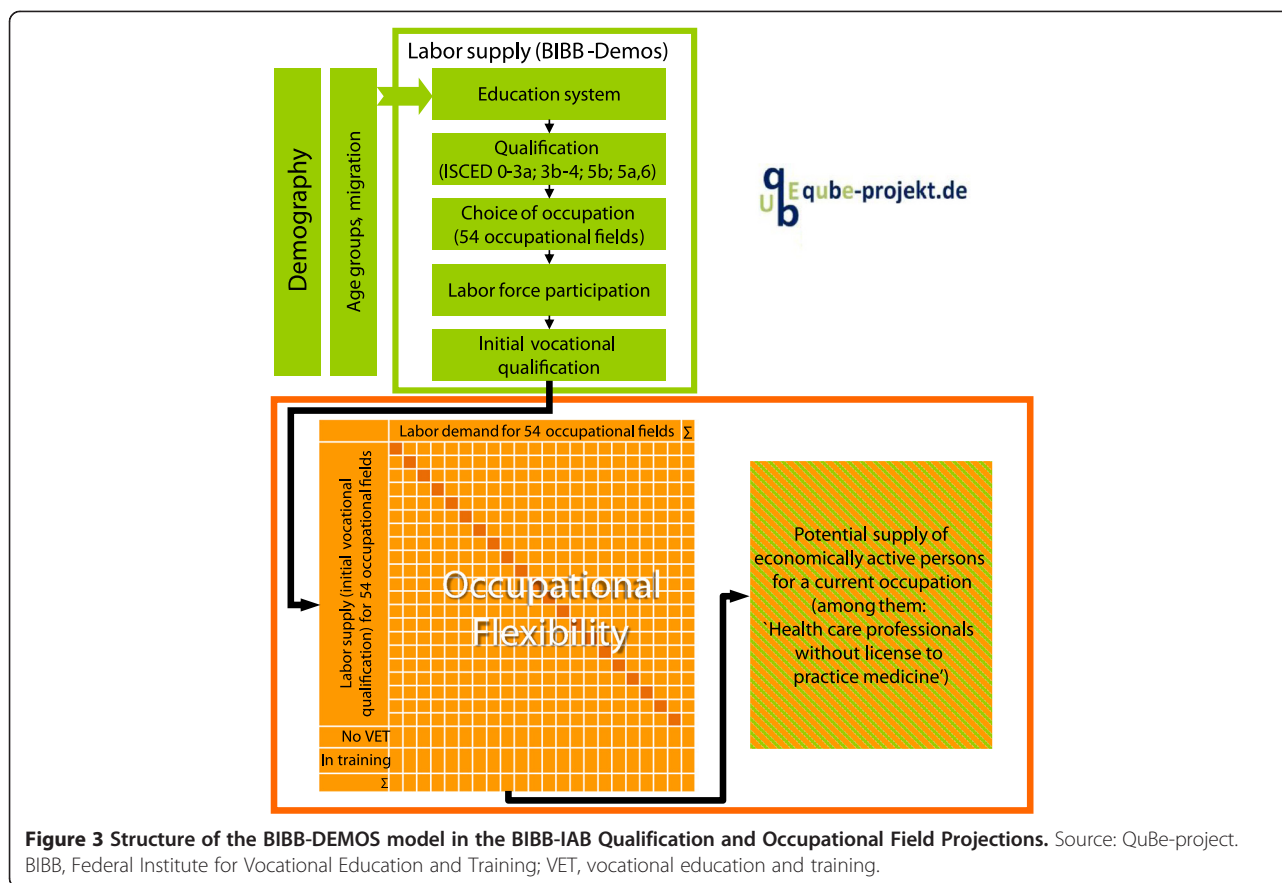 Labor supply (BIBB-Demos)
Demography
Age groups, migration
Education system
Qualification
(ISCED 0-3a; 3b-4; 5b; 5a,6)
Choice of occupation
(54 occupational fields)
Labor force participation
Initial vocational
qualification
qUEb qube-projekt.de
Labor demand for 54 occupational fields Σ
Labor supply (initial vocational
qualification) for 54 occupational fields
Occupational
Flexibility
No VET
In training
Σ
Potential supply of
economically active persons
for a current occupation
(among them:
`Health care professionals
without license to
practice medicine’)
Figure 3 Structure of the BIBB-DEMOS model in the BIBB-IAB Qualification and Occupational Field Projections. Source: QuBe-project.
BIBB, Federal Institute for Vocational Education and Training; VET, vocational education and training.